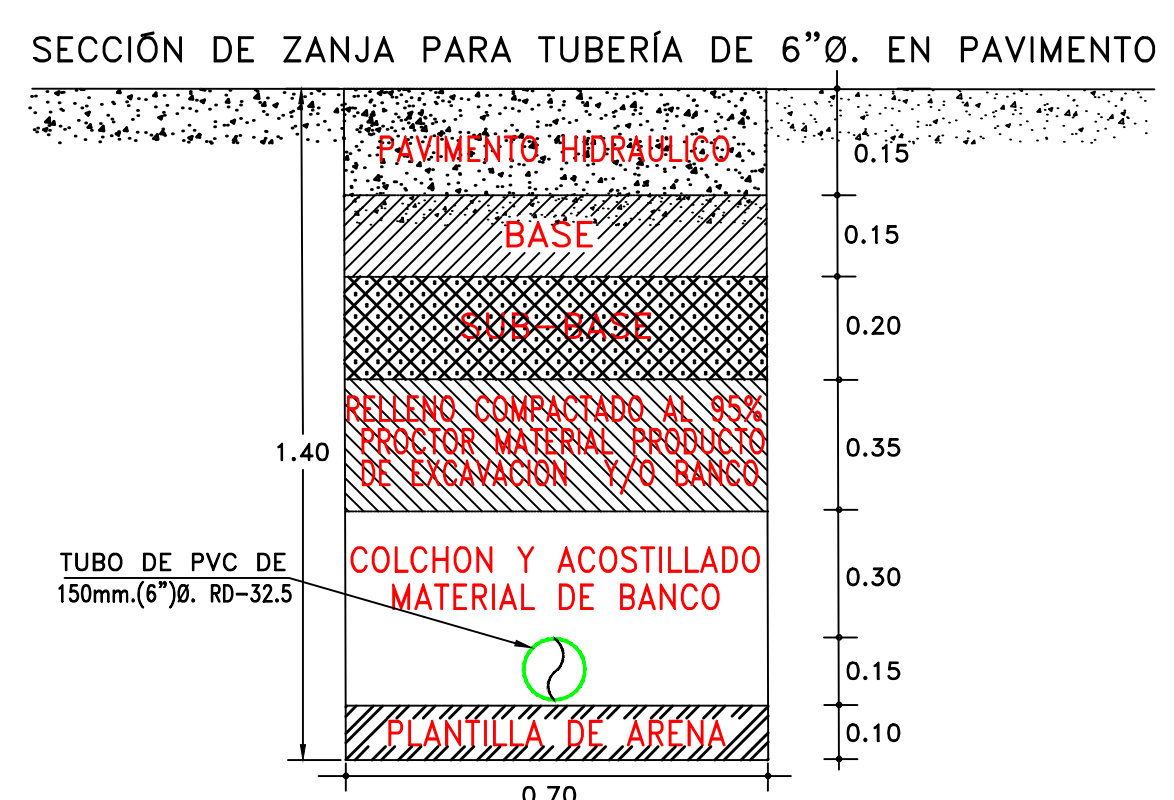 SECCIÓN DE ZANJA PARA TUBERÍA DE 6”Ø. EN PAVIMENTO
PAVIMENTO HIDRAULICO
0.15
BASE
0.15
SUB-BASE
0.20
RELLENO COMPACTADO AL 95%
PROCTOR MATERIAL PRODUCTO
DE EXCAVACION Y/O BANCO
0.35
1.40
COLCHON Y ACOSTILLADO
MATERIAL DE BANCO
0.30
TUBO DE PVC DE
150mm.(6”)Ø. RD-32.5
0.15
PLANTILLA DE ARENA
0.10
0.70